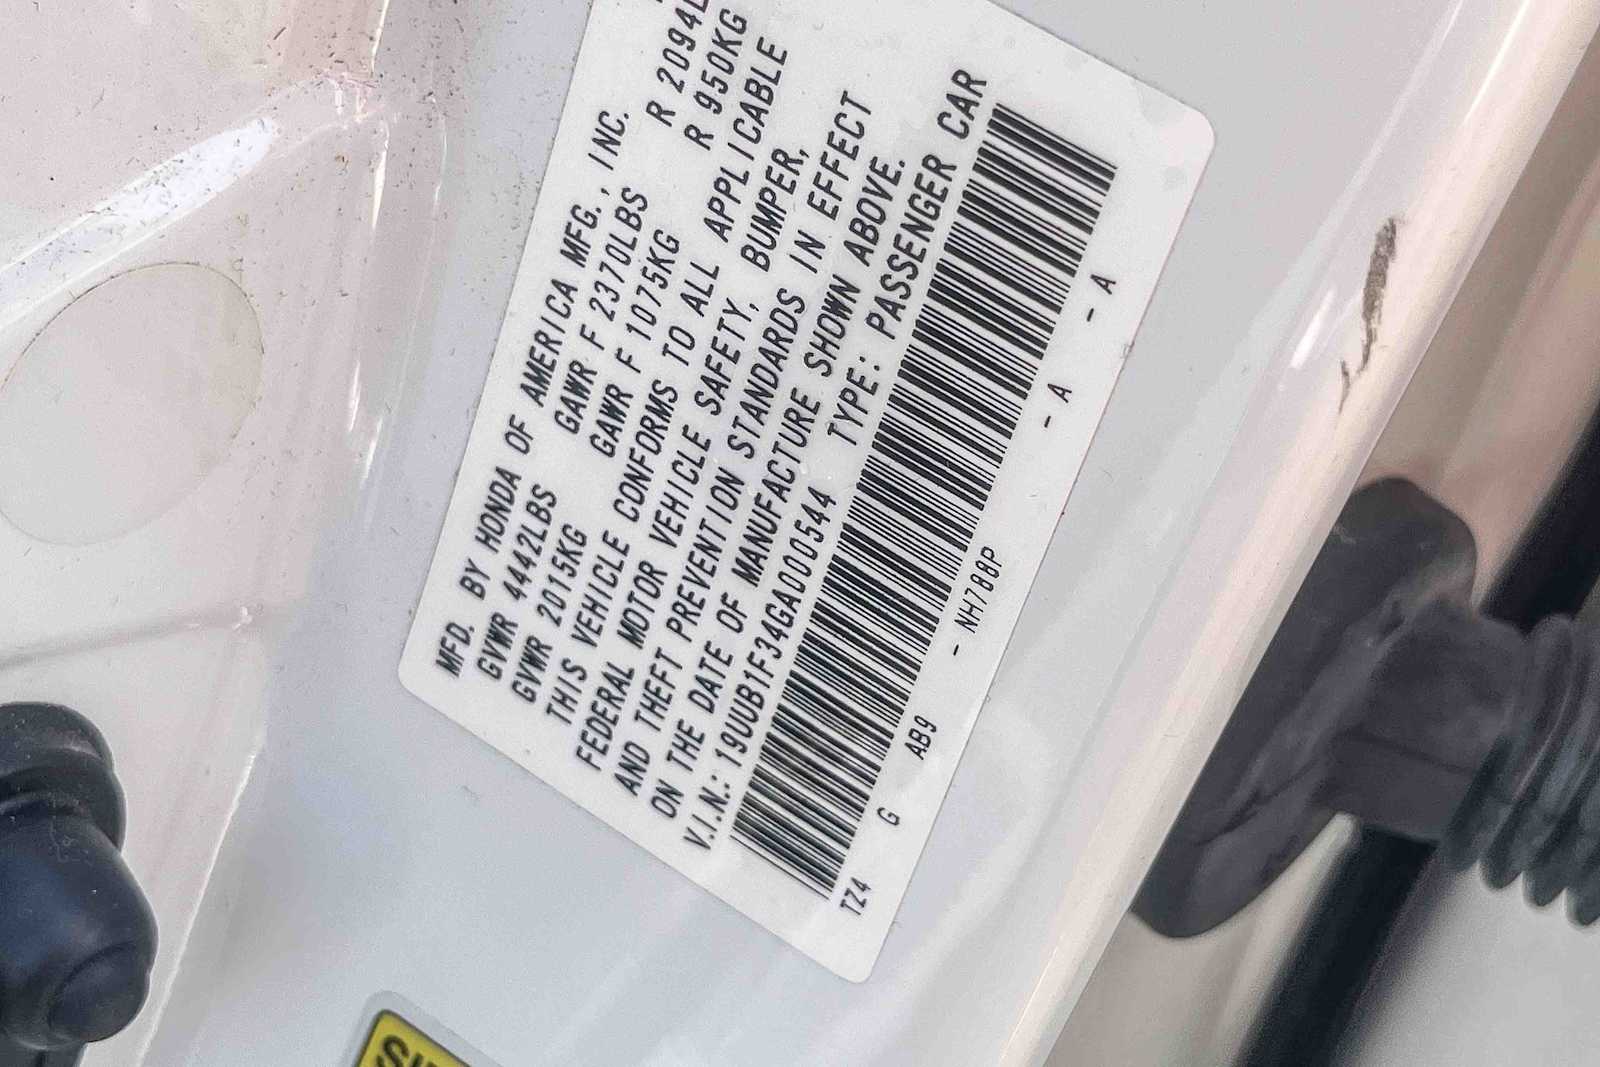 MFD. BY HONDA OF AMERICA MFG., INC.
GVWR 4442LBS GAWR F 2370LBS R 2094
GVWR 2015KG GAWR F 1075KG R 950KG
THIS VEHICLE CONFORMS TO ALL APPLICABLE
FEDERAL MOTOR VEHICLE SAFETY, BUMPER,
AND THEFT PREVENTION STANDARDS IN EFFECT
ON THE DATE OF MANUFACTURE SHOWN ABOVE.
V.I.N.: 19UUB1F34GA000544 TYPE: PASSENGER CAR
TZ4 G AB9 - NH788P - A - A